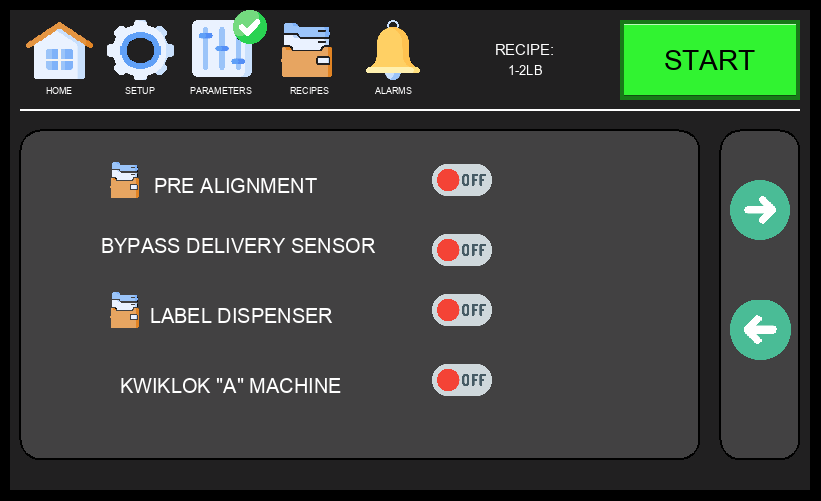 HOME
SETUP
PARAMETERS
RECIPES
ALARMS
RECIPE:
1-2LB
START
PRE ALIGNMENT
OFF
BYPASS DELIVERY SENSOR
OFF
LABEL DISPENSER
OFF
KWIKLOK "A" MACHINE
OFF